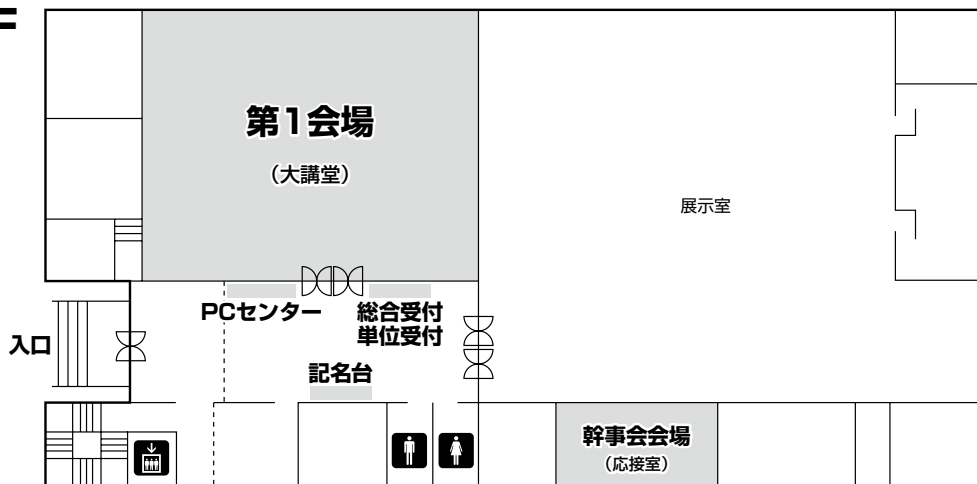 第1会場
(大講堂)
展示室
PCセンター
総合受付
単位受付
入口
記名台
幹事会会場
(応接室)